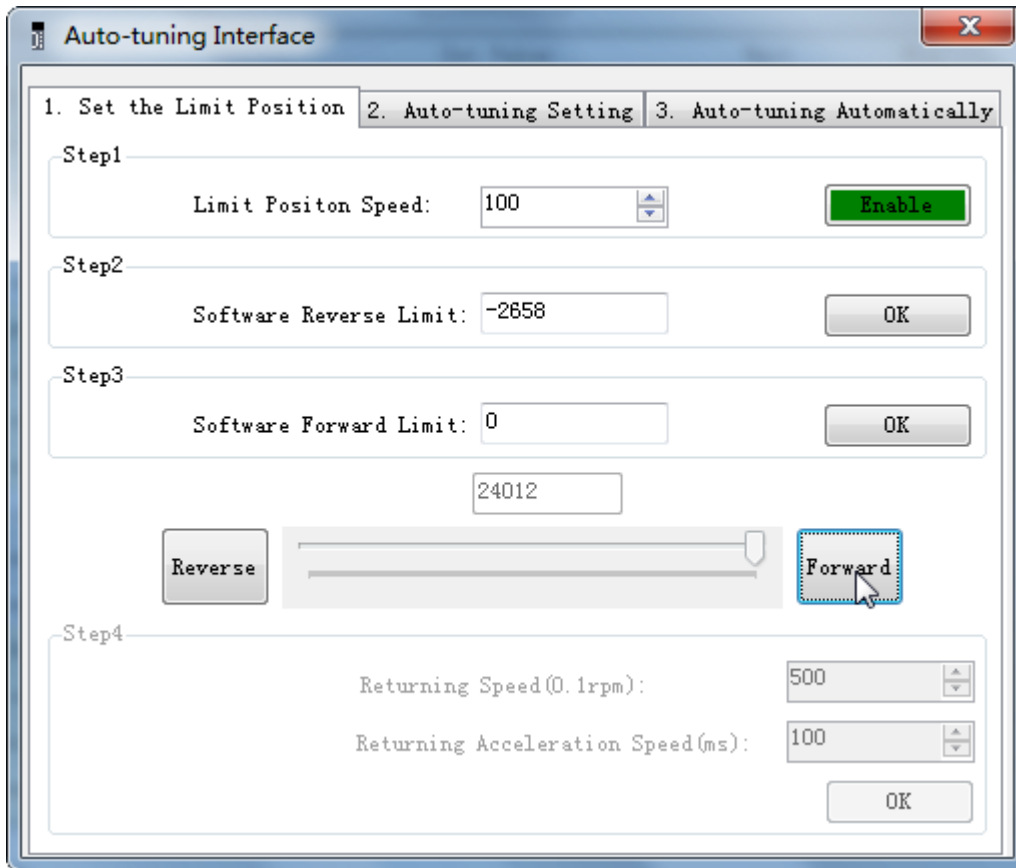 Auto-tuning Interface
1. Set the Limit Position 2. Auto-tuning Setting 3. Auto-tuning Automatically
Step1
Limit Positon Speed: 100 Enable
Step2
Software Reverse Limit: -2658 OK
Step3
Software Forward Limit: 0 OK
24012
Reverse Forward
Step4
Returning Speed(0.1rpm): 500
Returning Acceleration Speed(ms): 100
OK